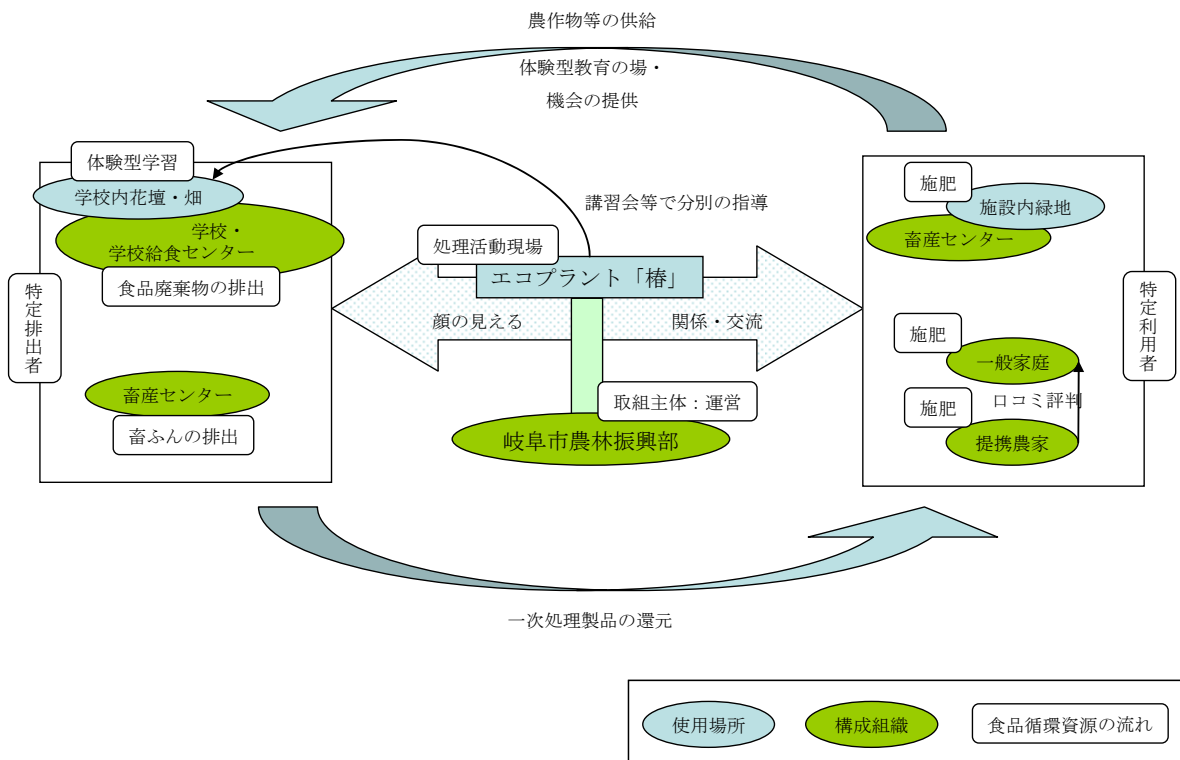 農作物等の供給
体験型教育の場・
機会の提供
体験型学習
学校内花壇・畑
学校・
学校給食センター
食品廃棄物の排出
特定排出者
畜産センター
畜ふんの排出
講習会等で分別の指導
処理活動現場
エコプラント「椿」
顔の見える
関係・交流
取組主体：運営
岐阜市農林振興部
施肥
施設内緑地
畜産センター
特定利用者
施肥
一般家庭
口コミ評判
施肥
提携農家
一次処理製品の還元
使用場所
構成組織
食品循環資源の流れ